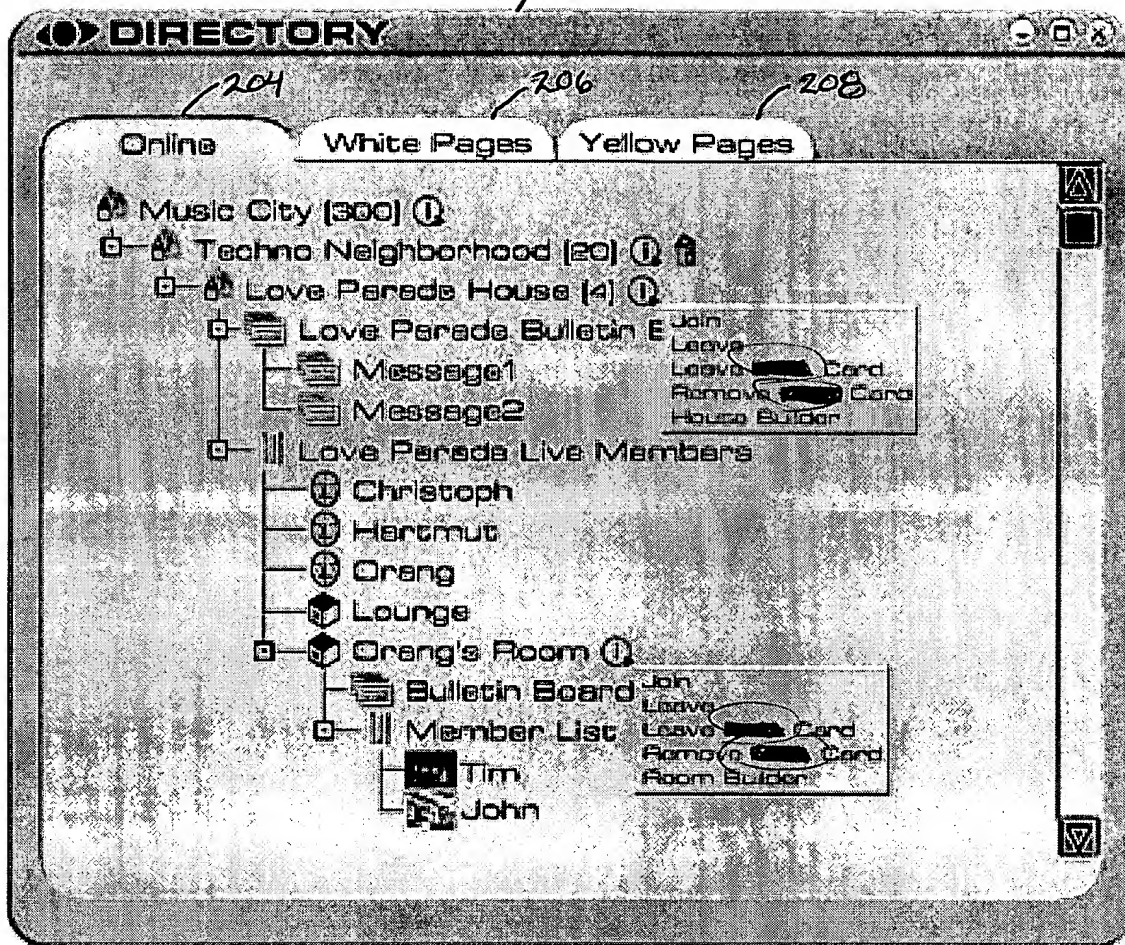 DIRECTORY
204 206 208
Online White Pages Yellow Pages
Music City (300)
Techno Neighborhood (20)
Love Parade House (4)
Love Parade Bulletin B
Join
Leave
Leave Card
Remove Card
House Builder
Message1
Message2
Love Parade Live Members
Christoph
Hartmut
Orang
Lounge
Orang's Room
Join
Leave
Leave Card
Remove Card
Room Builder
Bulletin Board
Member List
Tim
John